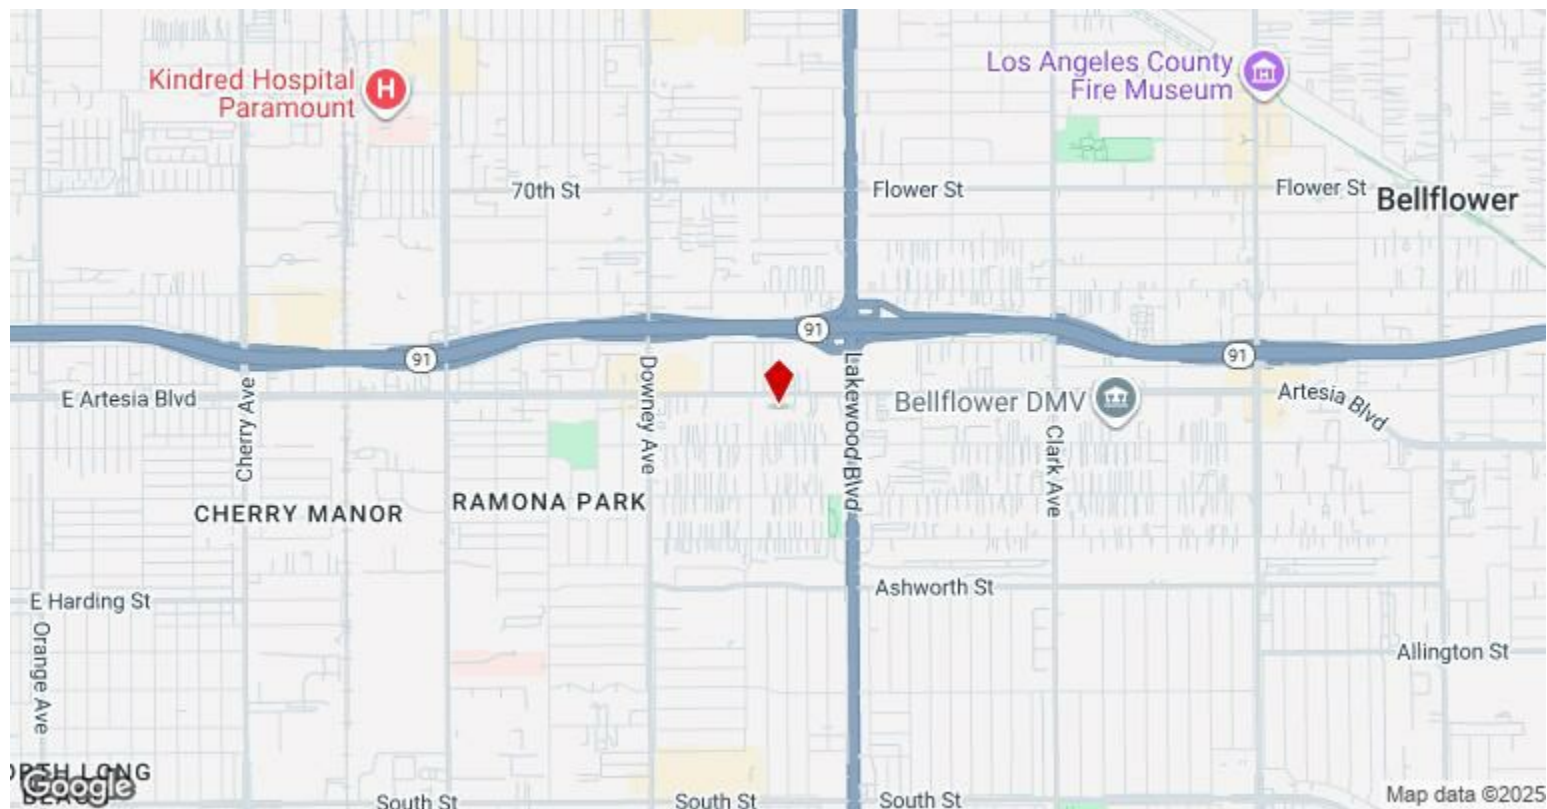 Kindred Hospital
Paramount
H
Los Angeles County
Fire Museum
70th St
Flower St
Flower St
Bellflower
91
91
91
E Artesia Blvd
Cherry Ave
Downey Ave
Lakewood Blvd
Bellflower DMV
Clark Ave
Artesia Blvd
CHERRY MANOR
RAMONA PARK
E Harding St
Orange Ave
Ashworth St
Allington St
LONG
Google
South St
South St
South St
Map data ©2025